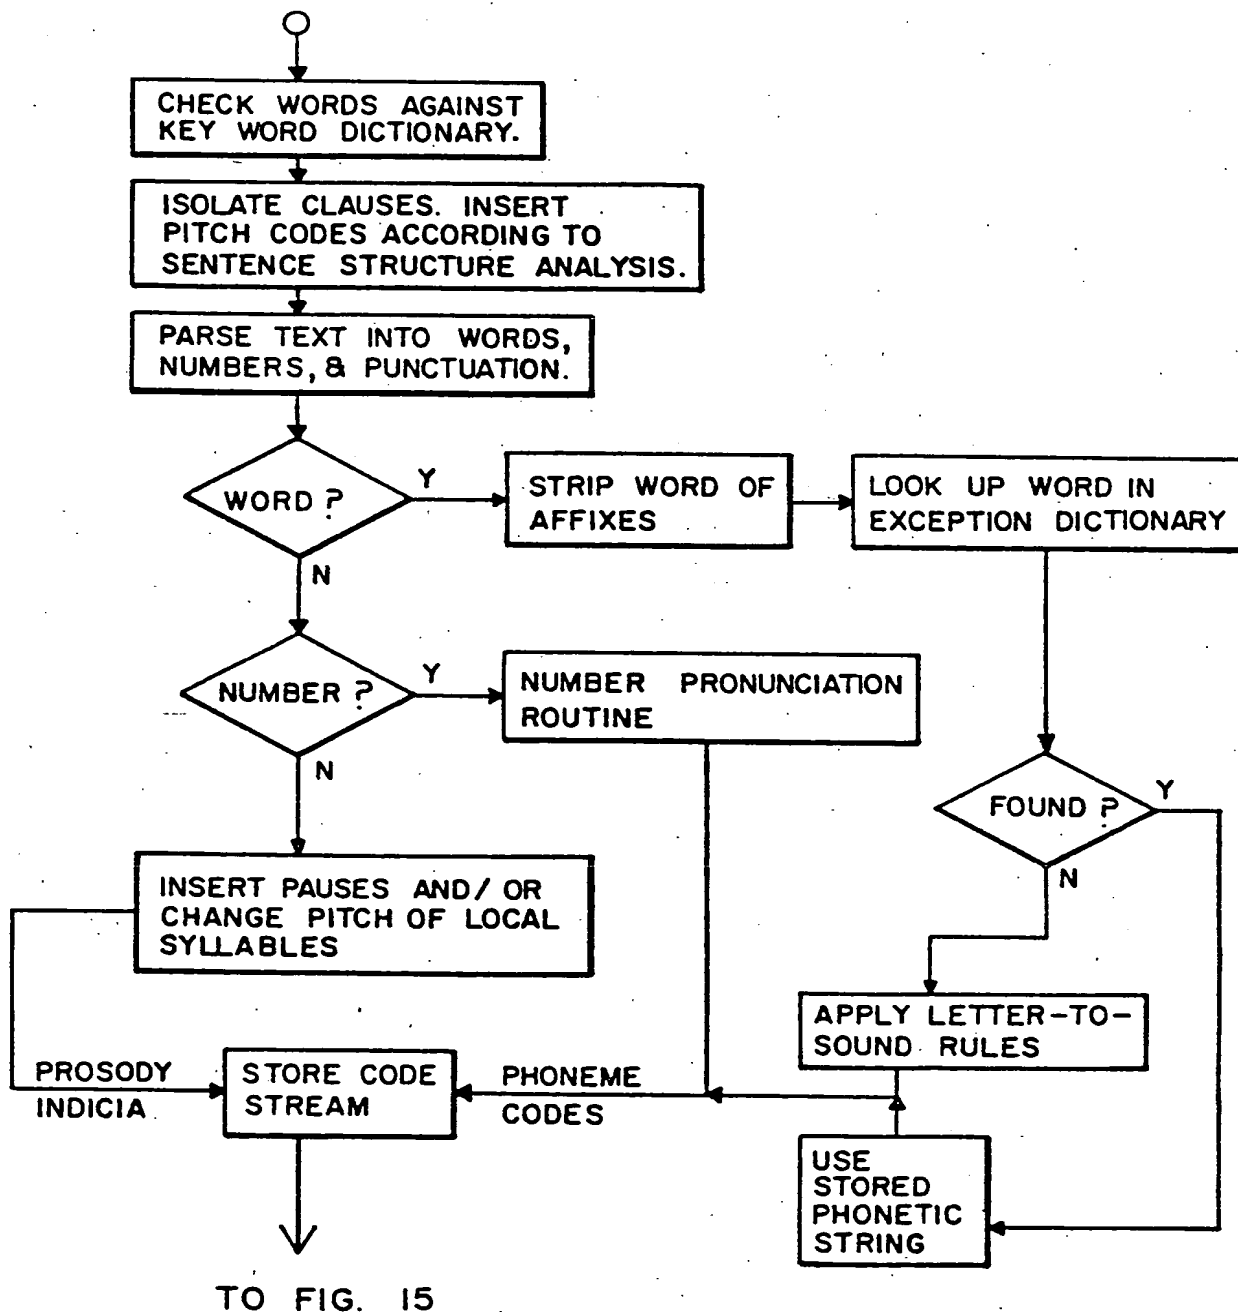 CHECK WORDS AGAINST
KEY WORD DICTIONARY.
ISOLATE CLAUSES. INSERT
PITCH CODES ACCORDING TO
SENTENCE STRUCTURE ANALYSIS.
PARSE TEXT INTO WORDS,
NUMBERS, & PUNCTUATION.
WORD?
Y
N
STRIP WORD OF
AFFIXES
LOOK UP WORD IN
EXCEPTION DICTIONARY
NUMBER?
Y
N
NUMBER PRONUNCIATION
ROUTINE
FOUND?
Y
N
INSERT PAUSES AND/OR
CHANGE PITCH OF LOCAL
SYLLABLES
APPLY LETTER-TO-
SOUND RULES
PROSODY
INDICIA
STORE CODE
STREAM
PHONEME
CODES
USE
STORED
PHONETIC
STRING
TO FIG. 15